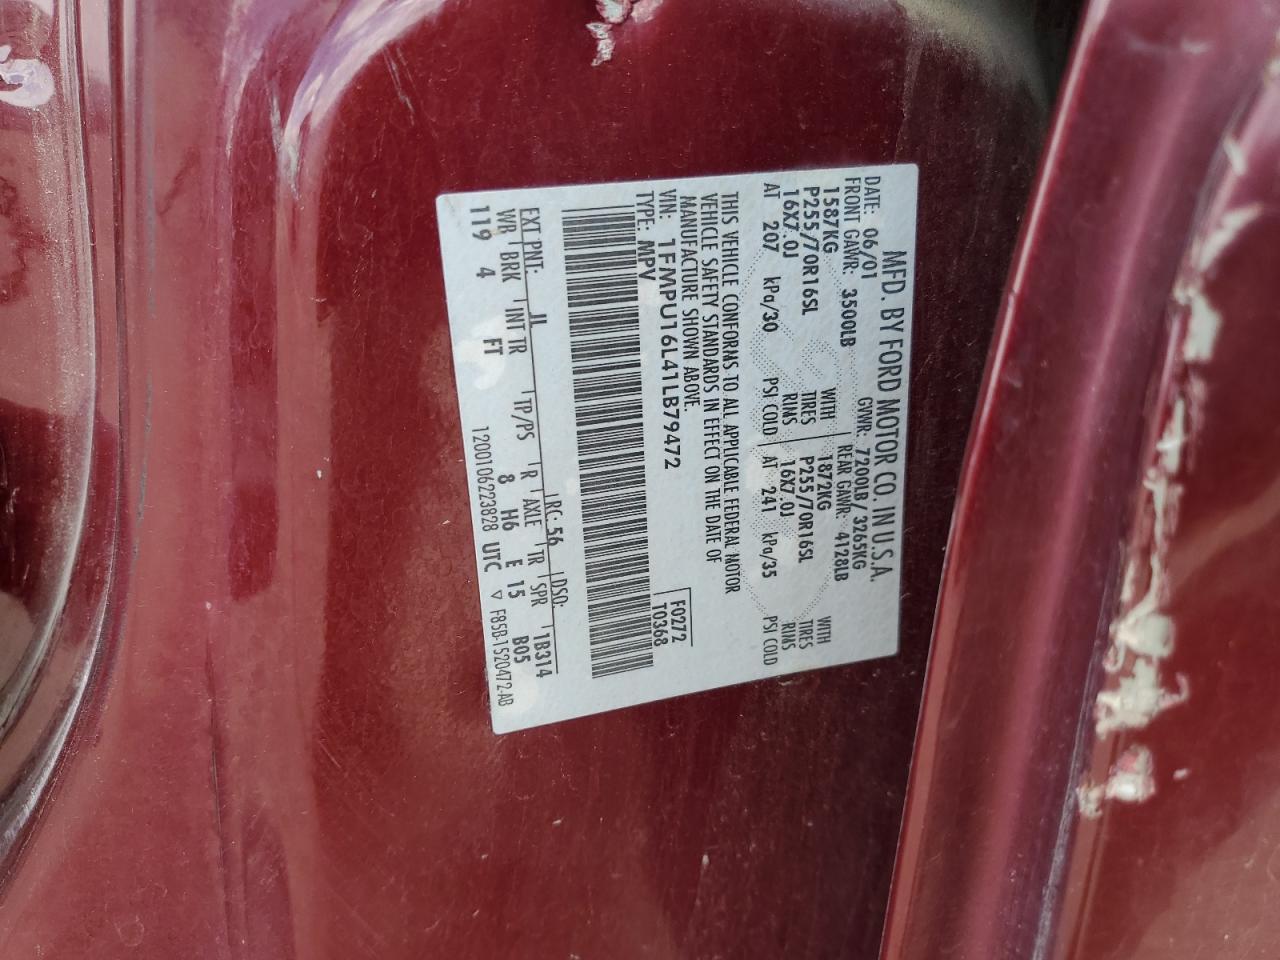 MFD. BY FORD MOTOR CO. IN U.S.A.
DATE: 06/01 GVWR: 7200LB/ 3265KG
FRONT GAWR: 3500LB REAR GAWR: 4128LB
1587KG WITH 1872KG WITH
P255/70R16SL TIRES P255/70R16SL TIRES
16X7.0J RIMS 16X7.0J RIMS
AT 207 kPa/30 PSI COLD AT 241 kPa/35 PSI COLD
THIS VEHICLE CONFORMS TO ALL APPLICABLE FEDERAL MOTOR
VEHICLE SAFETY STANDARDS IN EFFECT ON THE DATE OF
MANUFACTURE SHOWN ABOVE.
VIN: 1FMPU16L41LB79472 F0272
TYPE: MPV T0368
EXT PNT: JL RC: 56 DSO:
WB BRK INT TR TP/PS R AXLE TR SPR 1B314
119 4 FT 8 H6 E 15 B05
1200106223828 UTC ▽ F85B-1520472-AB